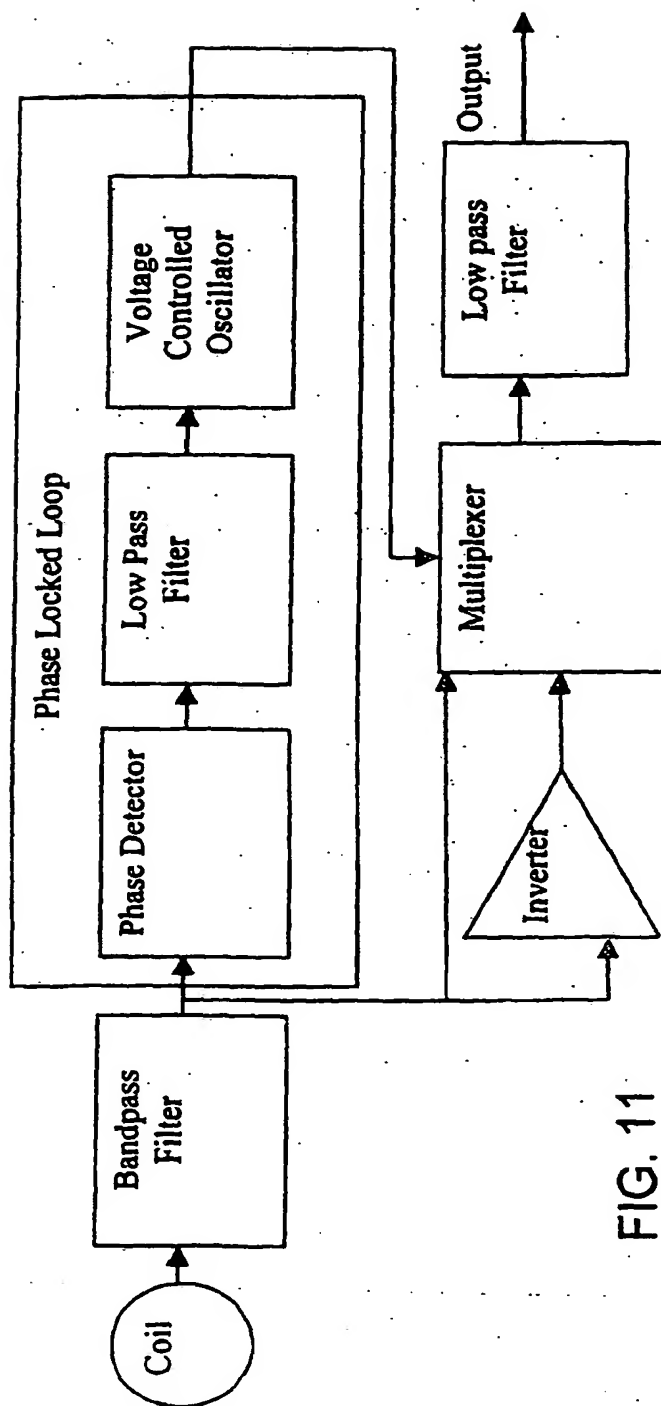 Coil
Bandpass
Filter
Phase Locked Loop
Phase Detector
Low Pass
Filter
Voltage
Controlled
Oscillator
Inverter
Multiplexer
Low pass
Filter
Output
FIG. 11